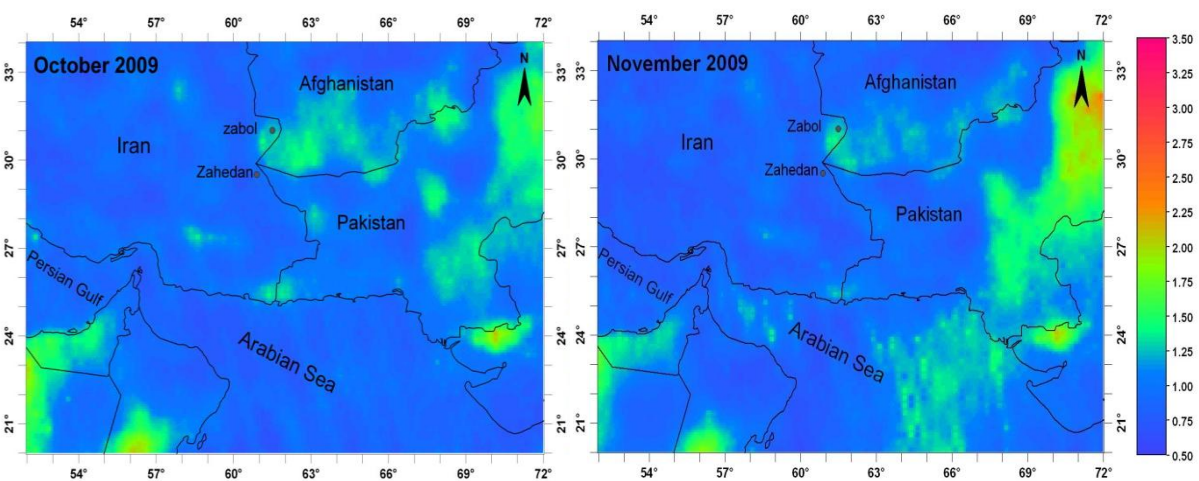 54° 57° 60° 63° 66° 69° 72°
October 2009
N
33°
33°
Afghanistan
zabol
Iran
30°
30°
Zahedan
Pakistan
27°
27°
Persian Gulf
24°
24°
Arabian Sea
21°
21°
54° 57° 60° 63° 66° 69° 72°
54° 57° 60° 63° 66° 69° 72°
November 2009
N
33°
33°
Afghanistan
Zabol
Iran
30°
30°
Zahedan
Pakistan
27°
27°
Persian Gulf
24°
24°
Arabian Sea
21°
21°
54° 57° 60° 63° 66° 69° 72°
3.50
3.25
3.00
2.75
2.50
2.25
2.00
1.75
1.50
1.25
1.00
0.75
0.50